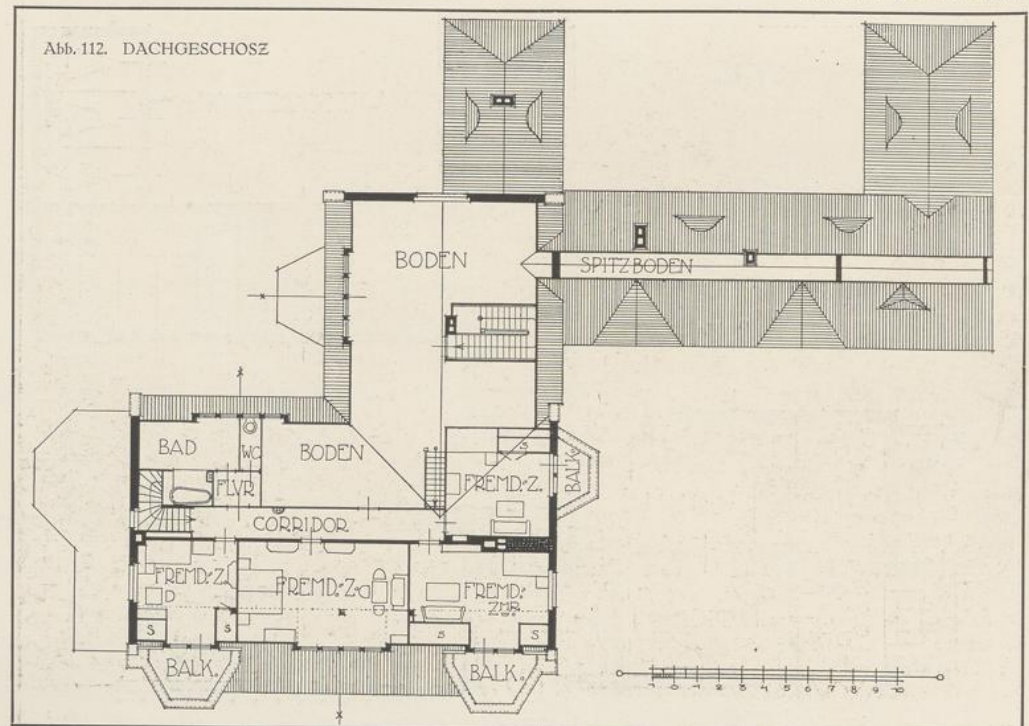 Abb. 112. DACHGESCHOSZ
BODEN
SPITZBODEN
BAD
WC
BODEN
FLVR
S
FREMD.-Z.
BALK.
CORRIDOR
FREMD.-Z.
D
FREMD.-Z.
FREMD.-
ZMR.
S
S
S
S
BALK.
BALK.
1 0 1 2 3 4 5 6 7 8 9 10